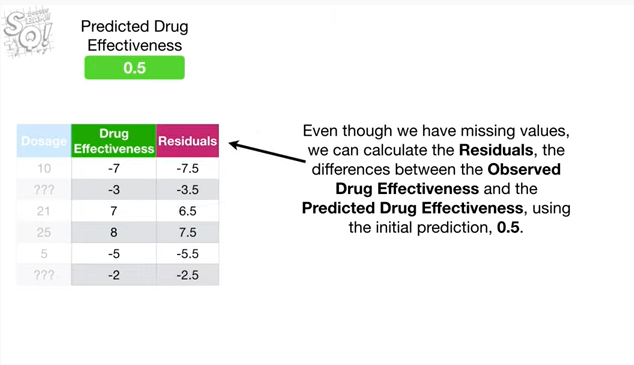 Predicted Drug
Effectiveness
0.5
Dosage Drug Effectiveness Residuals
10 -7 -7.5
??? -3 -3.5
21 7 6.5
25 8 7.5
5 -5 -5.5
??? -2 -2.5
Even though we have missing values,
we can calculate the Residuals, the
differences between the Observed
Drug Effectiveness and the
Predicted Drug Effectiveness, using
the initial prediction, 0.5.